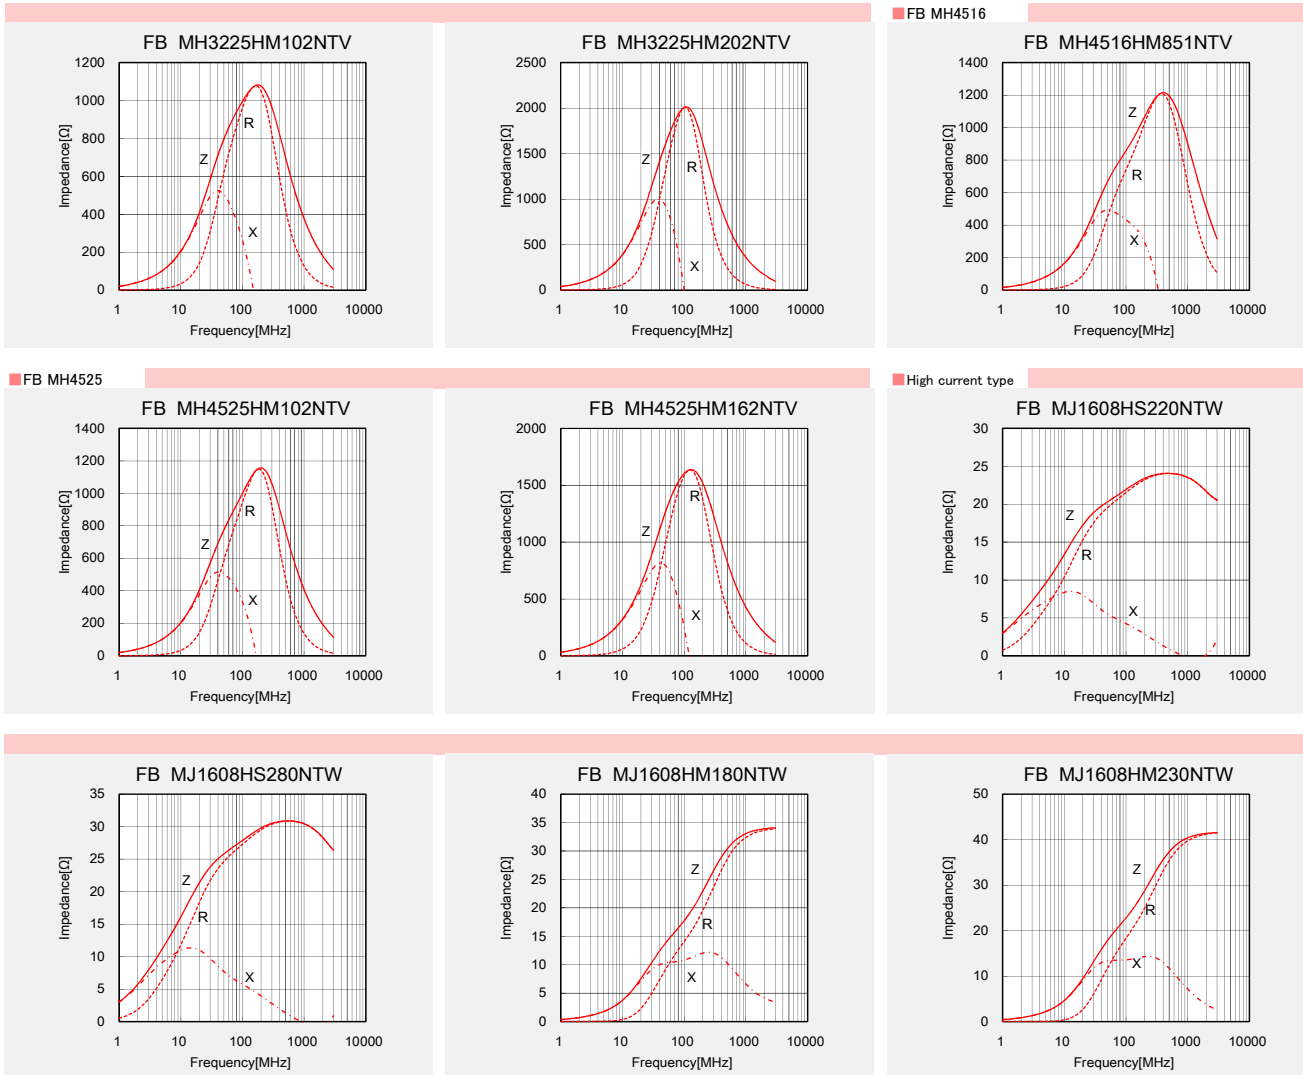 FB MH4516
FB MH3225HM102NTV
1200
1000
800
600
400
200
0
Impedance[Ω]
Z
R
X
1 10 100 1000 10000
Frequency[MHz]
FB MH3225HM202NTV
2500
2000
1500
1000
500
0
Impedance[Ω]
Z
R
X
1 10 100 1000 10000
Frequency[MHz]
FB MH4516HM851NTV
1400
1200
1000
800
600
400
200
0
Impedance[Ω]
Z
R
X
1 10 100 1000 10000
Frequency[MHz]
FB MH4525
High current type
FB MH4525HM102NTV
1400
1200
1000
800
600
400
200
0
Impedance[Ω]
Z
R
X
1 10 100 1000 10000
Frequency[MHz]
FB MH4525HM162NTV
2000
1500
1000
500
0
Impedance[Ω]
Z
R
X
1 10 100 1000 10000
Frequency[MHz]
FB MJ1608HS220NTW
30
25
20
15
10
5
0
Impedance[Ω]
Z
R
X
1 10 100 1000 10000
Frequency[MHz]
FB MJ1608HS280NTW
35
30
25
20
15
10
5
0
Impedance[Ω]
Z
R
X
1 10 100 1000 10000
Frequency[MHz]
FB MJ1608HM180NTW
40
35
30
25
20
15
10
5
0
Impedance[Ω]
Z
R
X
1 10 100 1000 10000
Frequency[MHz]
FB MJ1608HM230NTW
50
40
30
20
10
0
Impedance[Ω]
Z
R
X
1 10 100 1000 10000
Frequency[MHz]